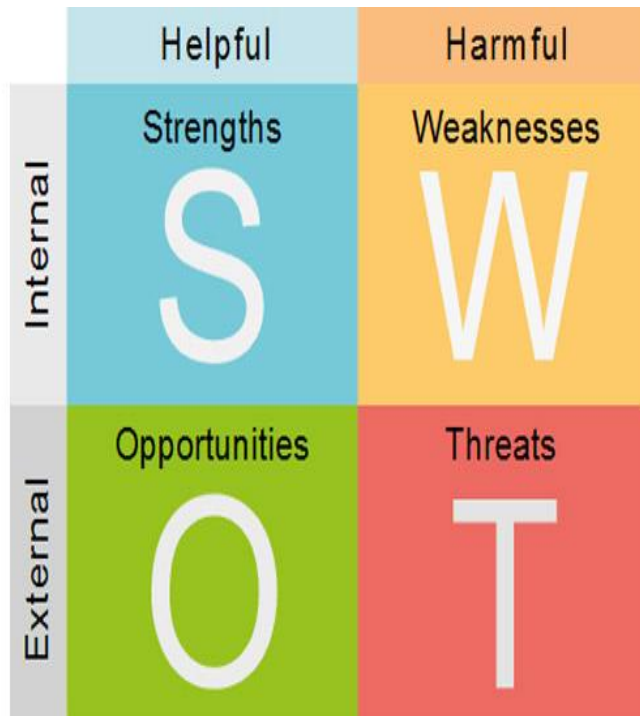 Helpful Harmful
Internal
Strengths Weaknesses
S W
External
Opportunities Threats
O T